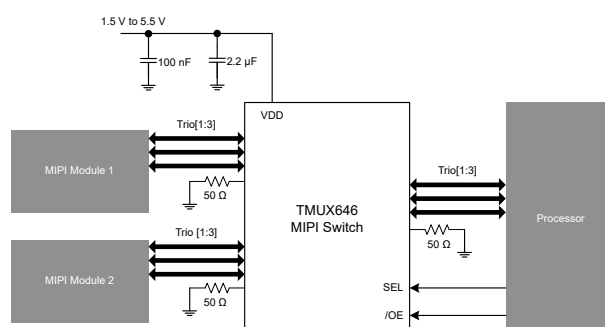 1.5 V to 5.5 V
100 nF
2.2 µF
VDD
Trio[1:3]
MIPI Module 1
50 Ω
Trio[1:3]
TMUX646
MIPI Switch
Processor
50 Ω
Trio [1:3]
MIPI Module 2
50 Ω
SEL
/OE